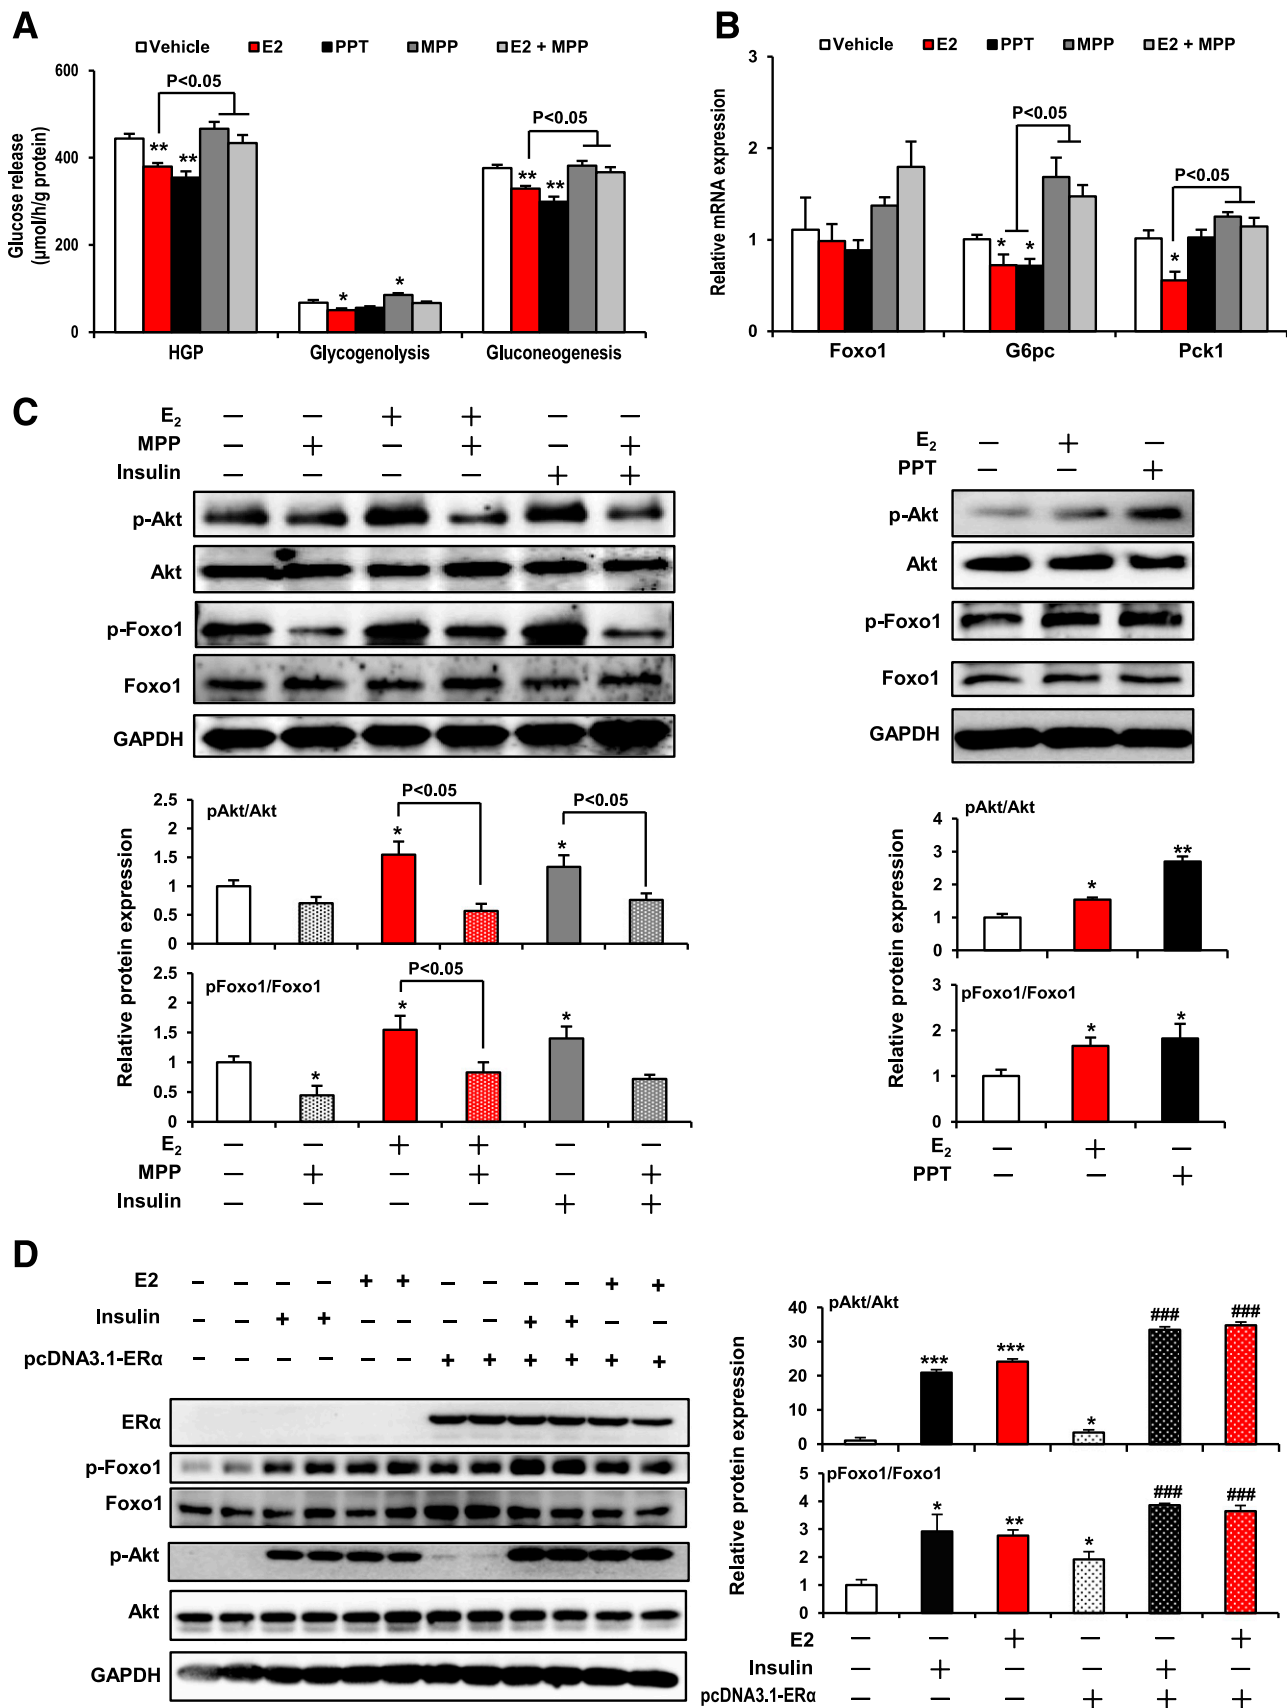 A
Vehicle E2 PPT MPP E2 + MPP
Glucose release
(µmol/h/g protein)
600
400
200
0
P<0.05
** **
* *
P<0.05
** **
HGP Glycogenolysis Gluconeogenesis
B
Vehicle E2 PPT MPP E2 + MPP
Relative mRNA expression
3
2
1
0
P<0.05
* *
P<0.05
*
Foxo1 G6pc Pck1
C
E2 – – + + – –
MPP – + – + – +
Insulin – – – – + +
p-Akt
Akt
p-Foxo1
Foxo1
GAPDH
E2 – + –
PPT – – +
p-Akt
Akt
p-Foxo1
Foxo1
GAPDH
Relative protein expression
pAkt/Akt
2.5
2
1.5
1
0.5
0
* P<0.05 * P<0.05
pFoxo1/Foxo1
2.5
2
1.5
1
0.5
0
* * P<0.05 *
E2 – – + + – –
MPP – + – + – +
Insulin – – – – + +
Relative protein expression
pAkt/Akt
4
3
2
1
0
* **
pFoxo1/Foxo1
3
2
1
0
* *
E2 – + –
PPT – – +
D
E2 – – – – + + – – – – + +
Insulin – – + + – – – – + + – –
pcDNA3.1-ERα – – – – – – + + + + + +
ERα
p-Foxo1
Foxo1
p-Akt
Akt
GAPDH
Relative protein expression
pAkt/Akt
40
30
20
10
0
*** *** * ### ###
pFoxo1/Foxo1
5
4
3
2
1
0
* ** * ### ###
E2 – – + – – +
Insulin – + – – + –
pcDNA3.1-ERα – – – + + +